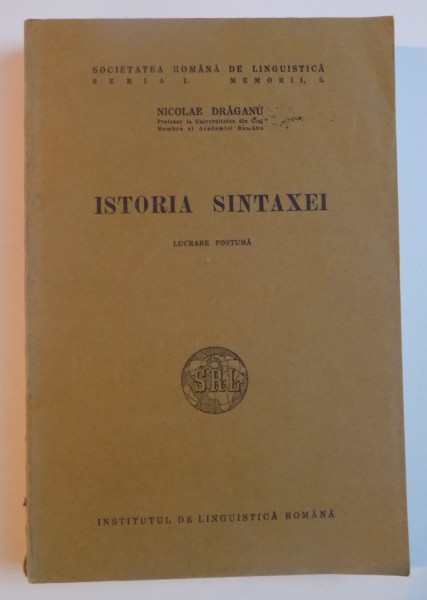 SOCIETATEA ROMÂNĂ DE LINGUISTICĂ
SERIA I. MEMORII, 5.
NICOLAE DRĂGANU
Profesor la Universitatea din Cluj
Membru al Academiei Române
ISTORIA SINTAXEI
LUCRARE POSTUMĂ
SRL
INSTITUTUL DE LINGUISTICĂ ROMÂNĂ